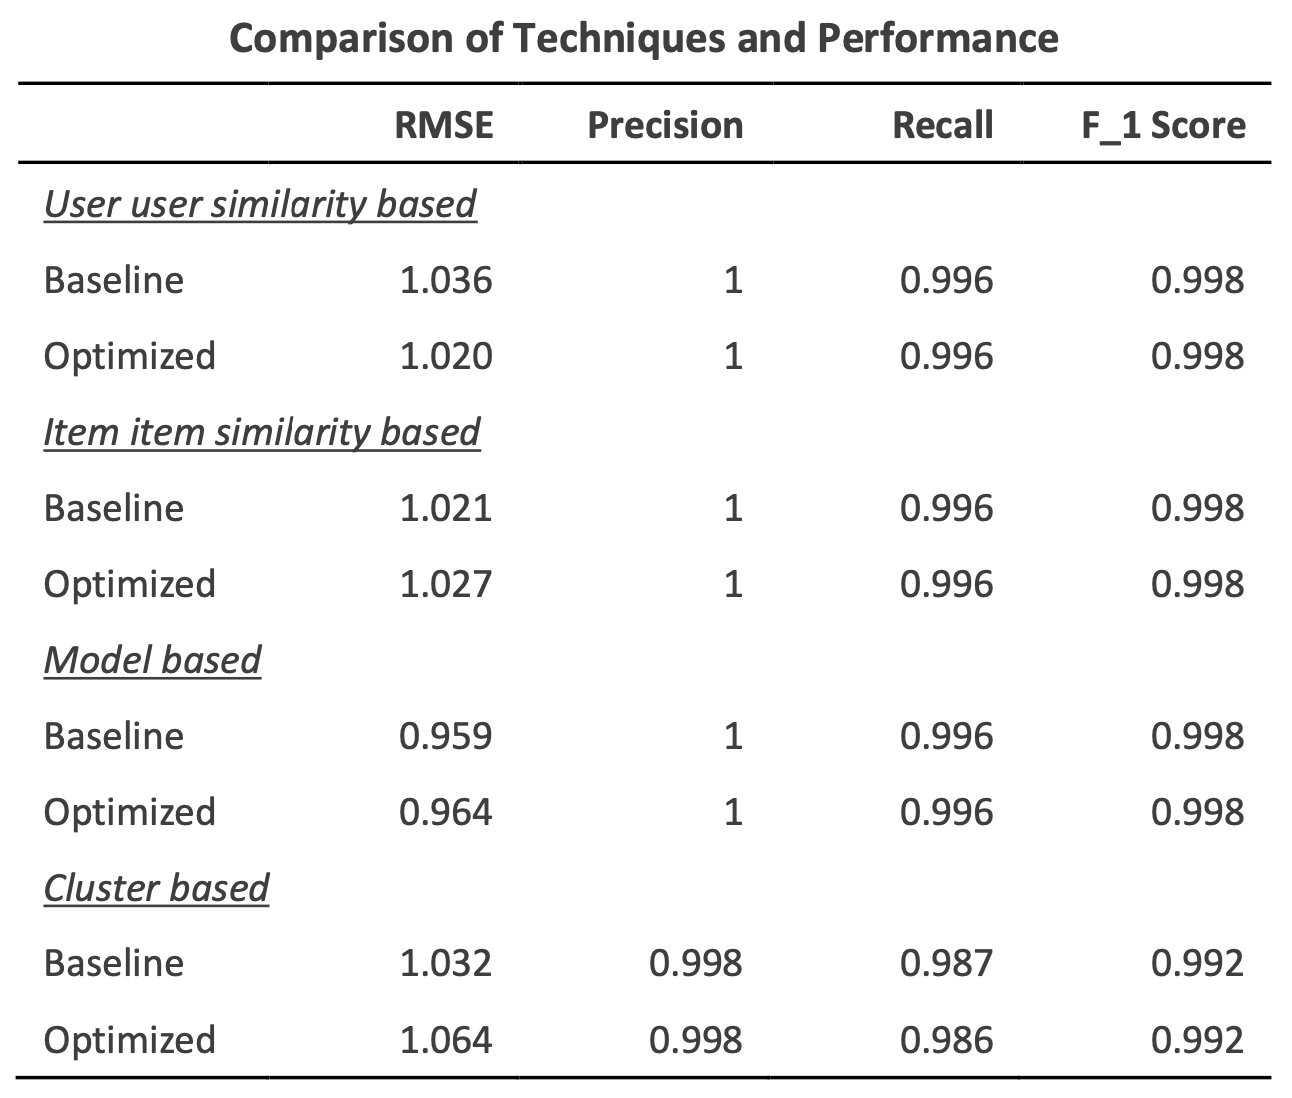 Comparison of Techniques and Performance
RMSE Precision Recall F_1 Score
User user similarity based
Baseline 1.036 1 0.996 0.998
Optimized 1.020 1 0.996 0.998
Item item similarity based
Baseline 1.021 1 0.996 0.998
Optimized 1.027 1 0.996 0.998
Model based
Baseline 0.959 1 0.996 0.998
Optimized 0.964 1 0.996 0.998
Cluster based
Baseline 1.032 0.998 0.987 0.992
Optimized 1.064 0.998 0.986 0.992